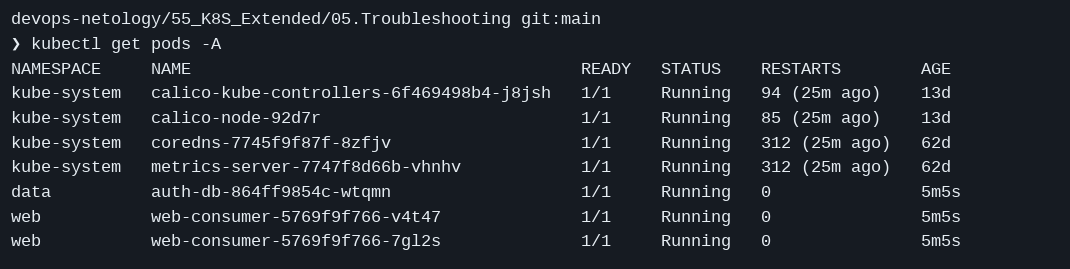 devops-netology/55_K8S_Extended/05.Troubleshooting git:main
❯ kubectl get pods -A
NAMESPACE     NAME                                       READY   STATUS    RESTARTS        AGE
kube-system   calico-kube-controllers-6f469498b4-j8jsh   1/1     Running   94 (25m ago)    13d
kube-system   calico-node-92d7r                          1/1     Running   85 (25m ago)    13d
kube-system   coredns-7745f9f87f-8zfjv                   1/1     Running   312 (25m ago)   62d
kube-system   metrics-server-7747f8d66b-vhnhv            1/1     Running   312 (25m ago)   62d
data          auth-db-864ff9854c-wtqmn                   1/1     Running   0               5m5s
web           web-consumer-5769f9f766-v4t47              1/1     Running   0               5m5s
web           web-consumer-5769f9f766-7gl2s              1/1     Running   0               5m5s